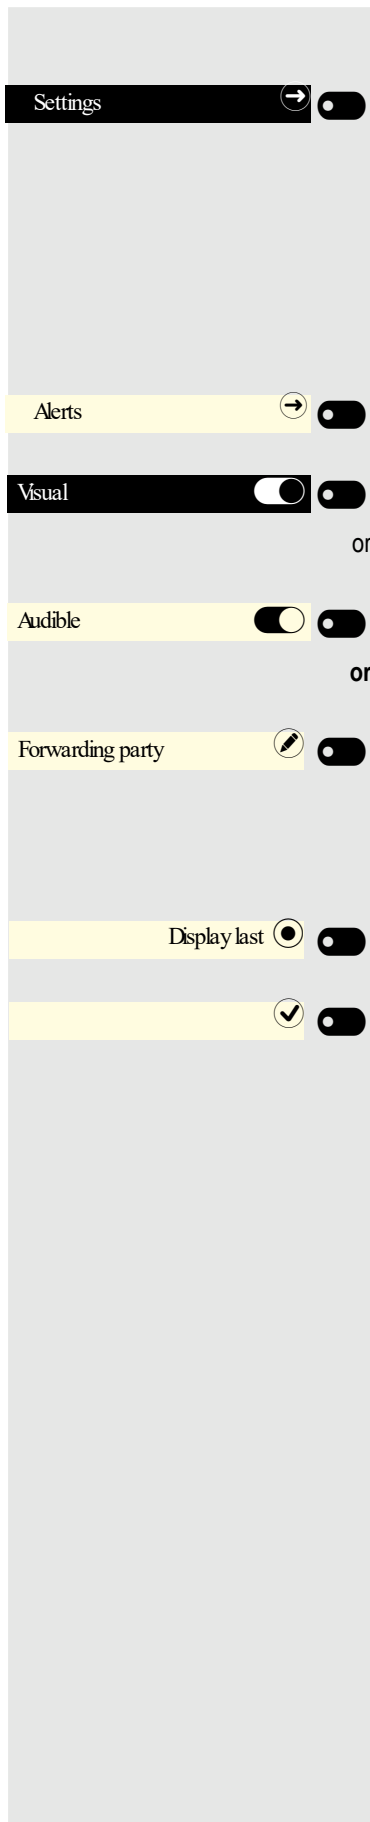 Settings
Alerts
Visual
or
Audible
or
Forwarding party
Display last